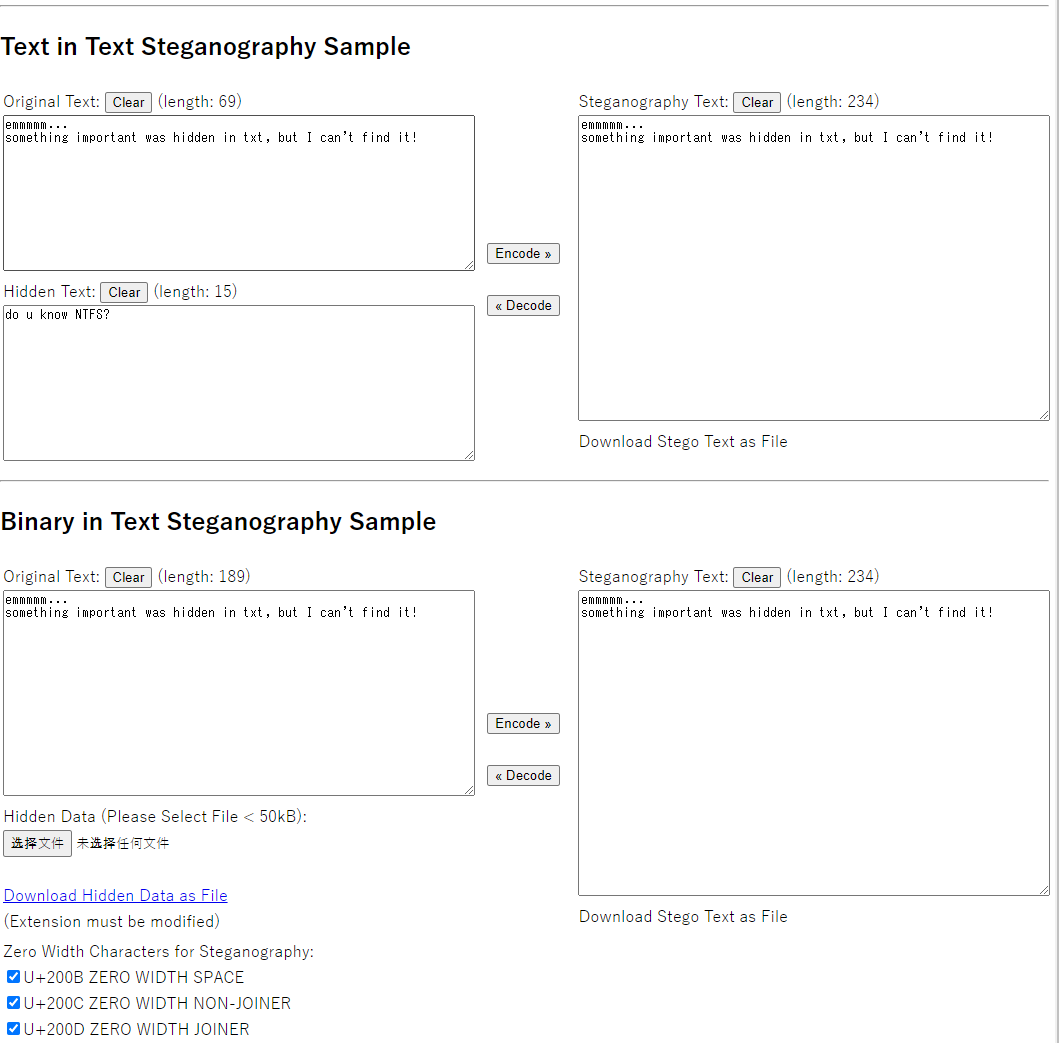 Text in Text Steganography Sample
Original Text: Clear (length: 69)
emmmmm...
something important was hidden in txt, but I can't find it!
Hidden Text: Clear (length: 15)
do u know NTFS?
Encode »
« Decode
Steganography Text: Clear (length: 234)
emmmmm...
something important was hidden in txt, but I can't find it!
Download Stego Text as File
Binary in Text Steganography Sample
Original Text: Clear (length: 189)
emmmmm...
something important was hidden in txt, but I can't find it!
Hidden Data (Please Select File < 50kB):
选择文件 未选择任何文件
Download Hidden Data as File
(Extension must be modified)
Encode »
« Decode
Steganography Text: Clear (length: 234)
emmmmm...
something important was hidden in txt, but I can't find it!
Download Stego Text as File
Zero Width Characters for Steganography:
U+200B ZERO WIDTH SPACE
U+200C ZERO WIDTH NON-JOINER
U+200D ZERO WIDTH JOINER